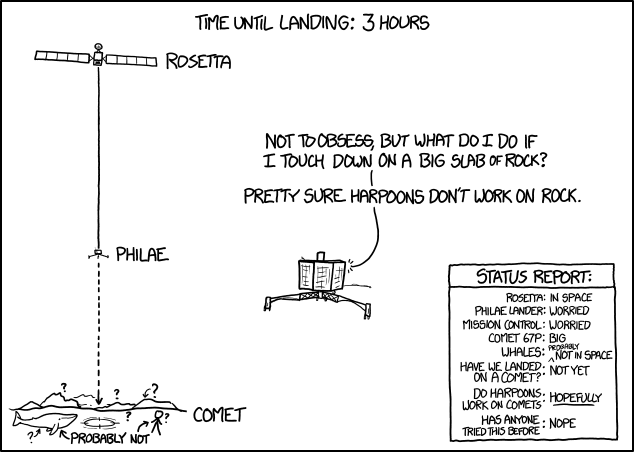 TIME UNTIL LANDING: 3 HOURS
ROSETTA
NOT TO OBSESS, BUT WHAT DO I DO IF
I TOUCH DOWN ON A BIG SLAB OF ROCK?
PRETTY SURE HARPOONS DON'T WORK ON ROCK.
PHILAE
STATUS REPORT:
ROSETTA: IN SPACE
PHILAE LANDER: WORRIED
MISSION CONTROL: WORRIED
COMET 67P: BIG
WHALES: PROBABLY NOT IN SPACE
HAVE WE LANDED
ON A COMET?: NOT YET
DO HARPOONS
WORK ON COMETS: HOPEFULLY
HAS ANYONE
TRIED THIS BEFORE: NOPE
? ? ?
COMET
? ?
? PROBABLY NOT